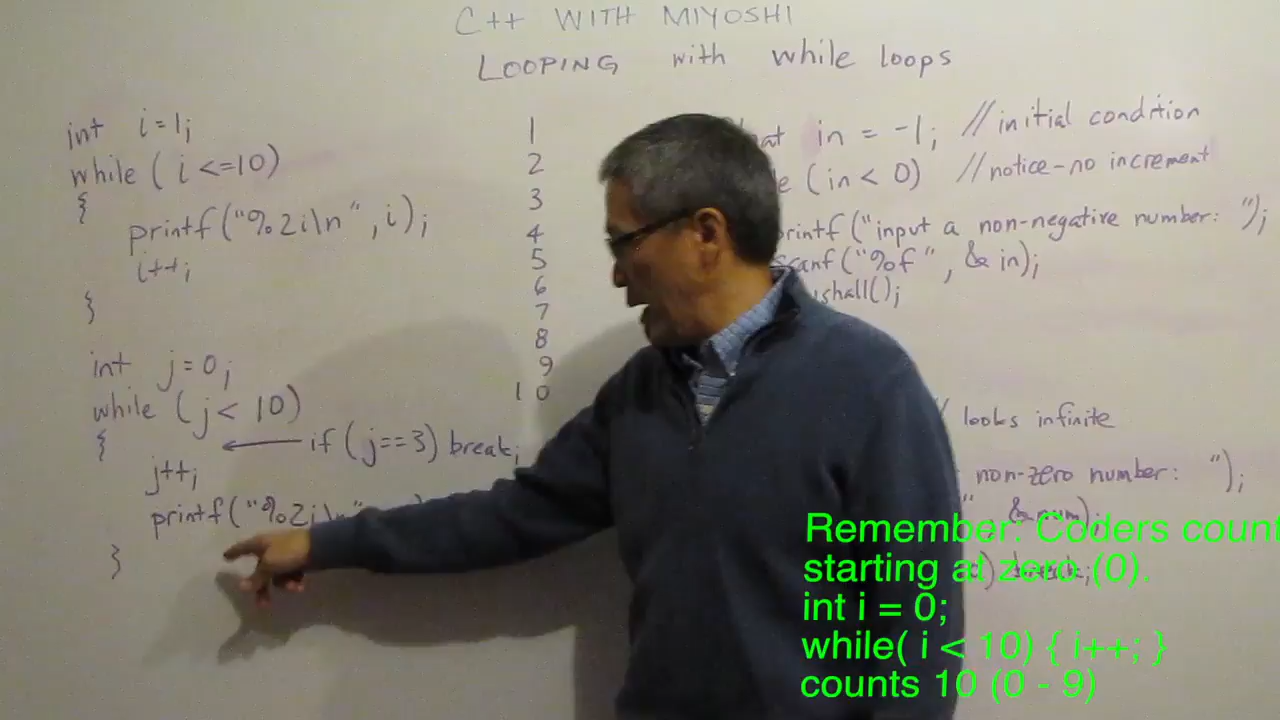 C++ WITH MIYOSHI
LOOPING with while loops
int i=1;
while ( i <=10)
{
printf("%2i\n", i);
i++;
}
int j=0;
while (j< 10)
{ if (j==3) break;
j++;
printf("%2i\n"
}
1
2
3
4
5
6
7
8
9
10
in = -1; //initial condition
(in< 0) //notice-no increment
printf("input a non-negative number: ");
scanf("%f", & in);
looks infinite
non-zero number: ");
" &num);
break;
Remember: Coders count
starting at zero (0).
int i = 0;
while( i < 10) { i++; }
counts 10 (0 - 9)